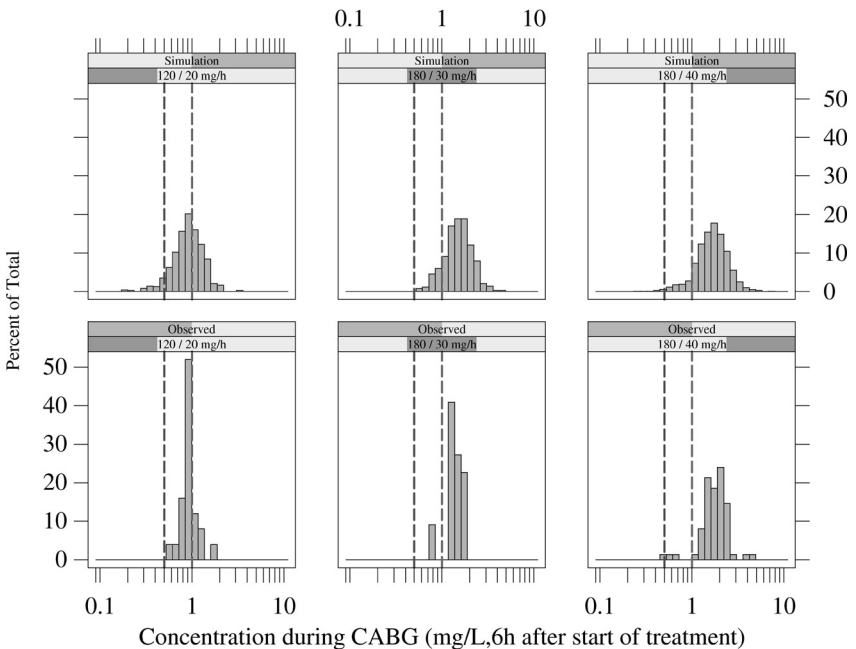 0.1 1 10
Simulation Simulation Simulation
120 / 20 mg/h 180 / 30 mg/h 180 / 40 mg/h
50
40
30
20
10
0
Percent of Total
Observed Observed Observed
120 / 20 mg/h 180 / 30 mg/h 180 / 40 mg/h
50
40
30
20
10
0
0.1 1 10 0.1 1 10
Concentration during CABG (mg/L,6h after start of treatment)